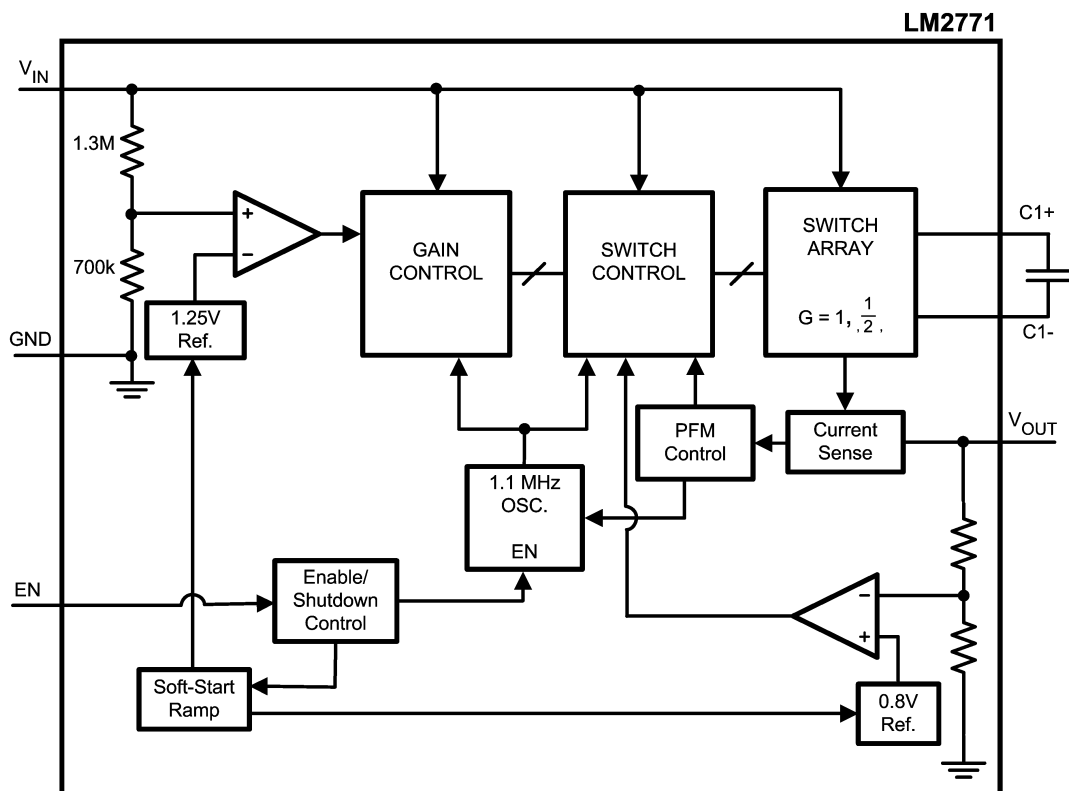 LM2771
VIN
1.3M
700k
+
−
1.25V
Ref.
GND
GAIN
CONTROL
SWITCH
CONTROL
SWITCH
ARRAY
G = 1, 1/2,
C1+
C1-
PFM
Control
Current
Sense
VOUT
1.1 MHz
OSC.
EN
EN
Enable/
Shutdown
Control
−
+
Soft-Start
Ramp
0.8V
Ref.